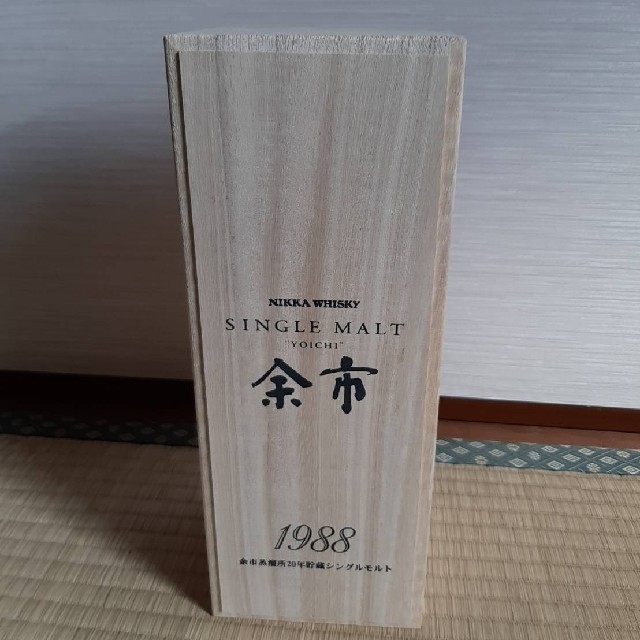 NIKKA WHISKY
SINGLE MALT
"YOICHI"
余市
1988
余市蒸溜所20年貯蔵シングルモルト